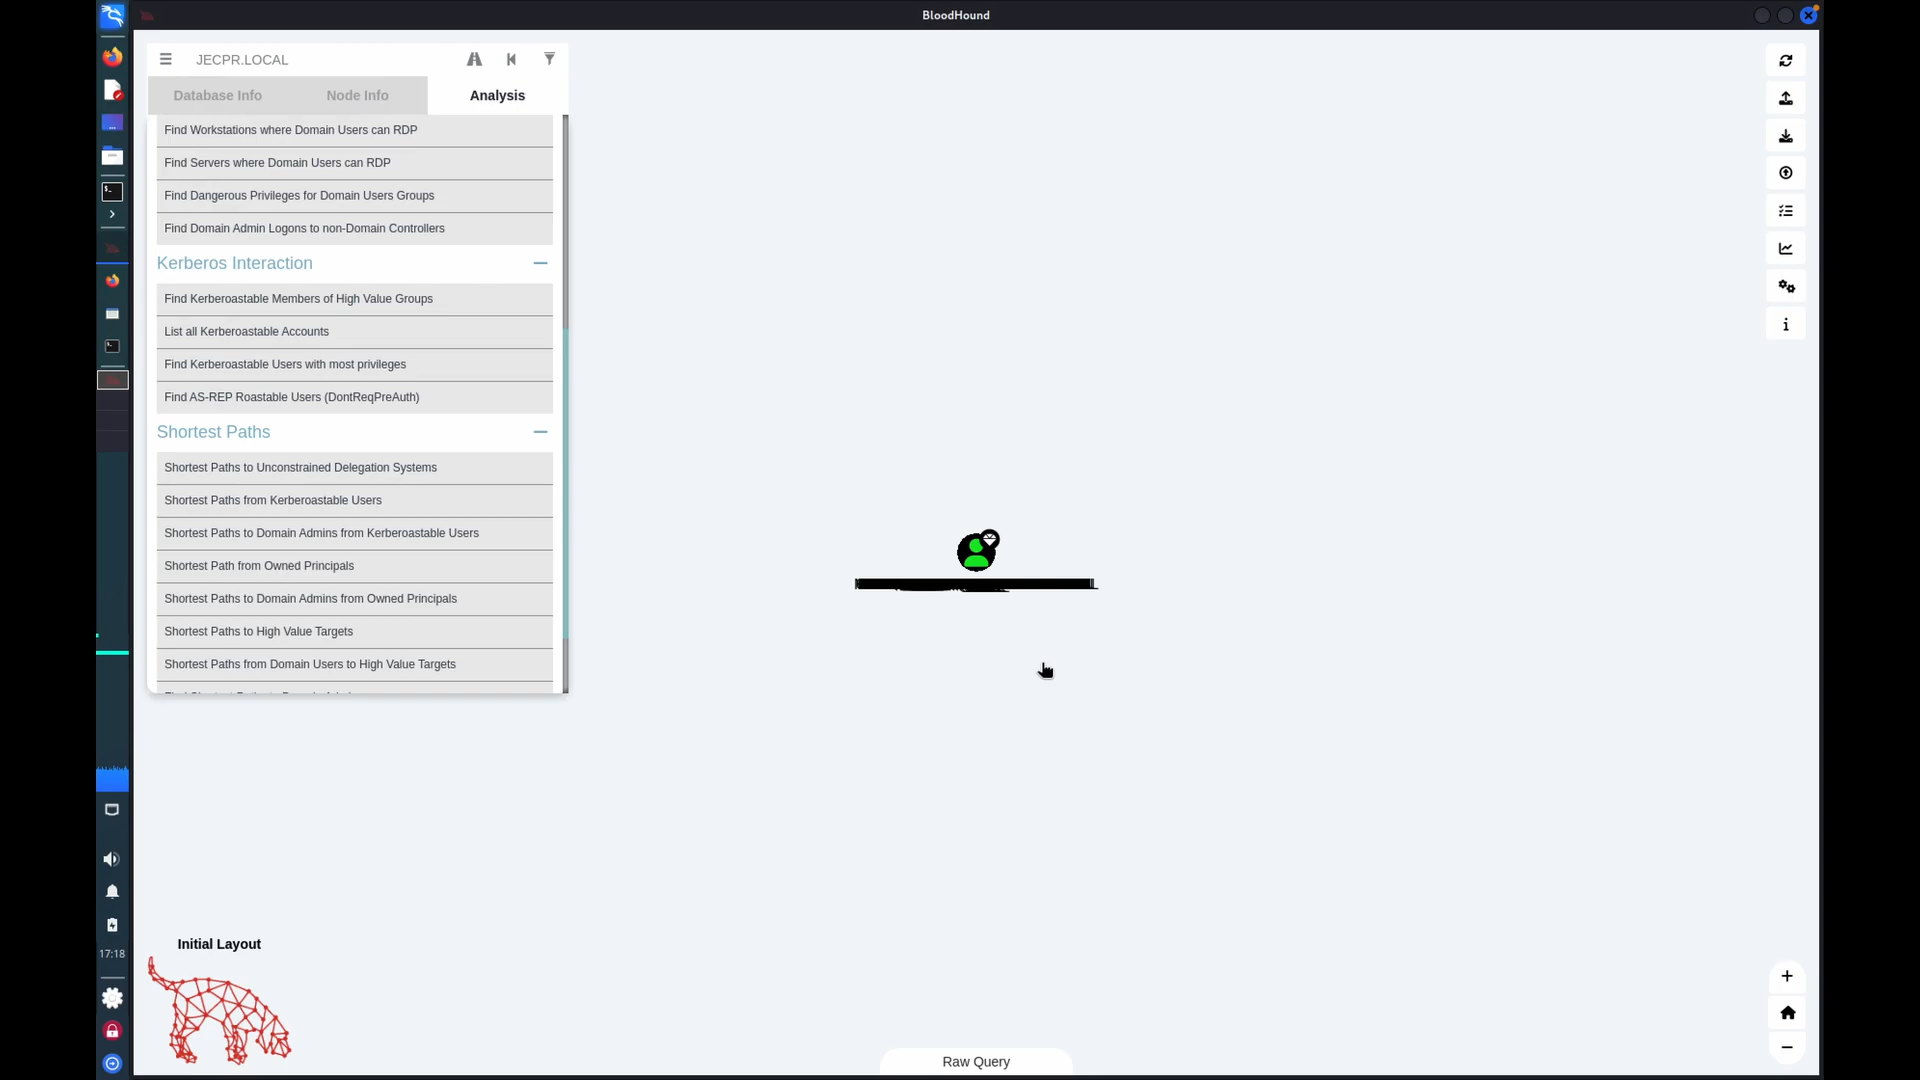 BloodHound
JECPR.LOCAL
Database Info
Node Info
Analysis
Find Workstations where Domain Users can RDP
Find Servers where Domain Users can RDP
Find Dangerous Privileges for Domain Users Groups
Find Domain Admin Logons to non-Domain Controllers
Kerberos Interaction
Find Kerberoastable Members of High Value Groups
List all Kerberoastable Accounts
Find Kerberoastable Users with most privileges
Find AS-REP Roastable Users (DontReqPreAuth)
Shortest Paths
Shortest Paths to Unconstrained Delegation Systems
Shortest Paths from Kerberoastable Users
Shortest Paths to Domain Admins from Kerberoastable Users
Shortest Path from Owned Principals
Shortest Paths to Domain Admins from Owned Principals
Shortest Paths to High Value Targets
Shortest Paths from Domain Users to High Value Targets
17:18
Initial Layout
Raw Query